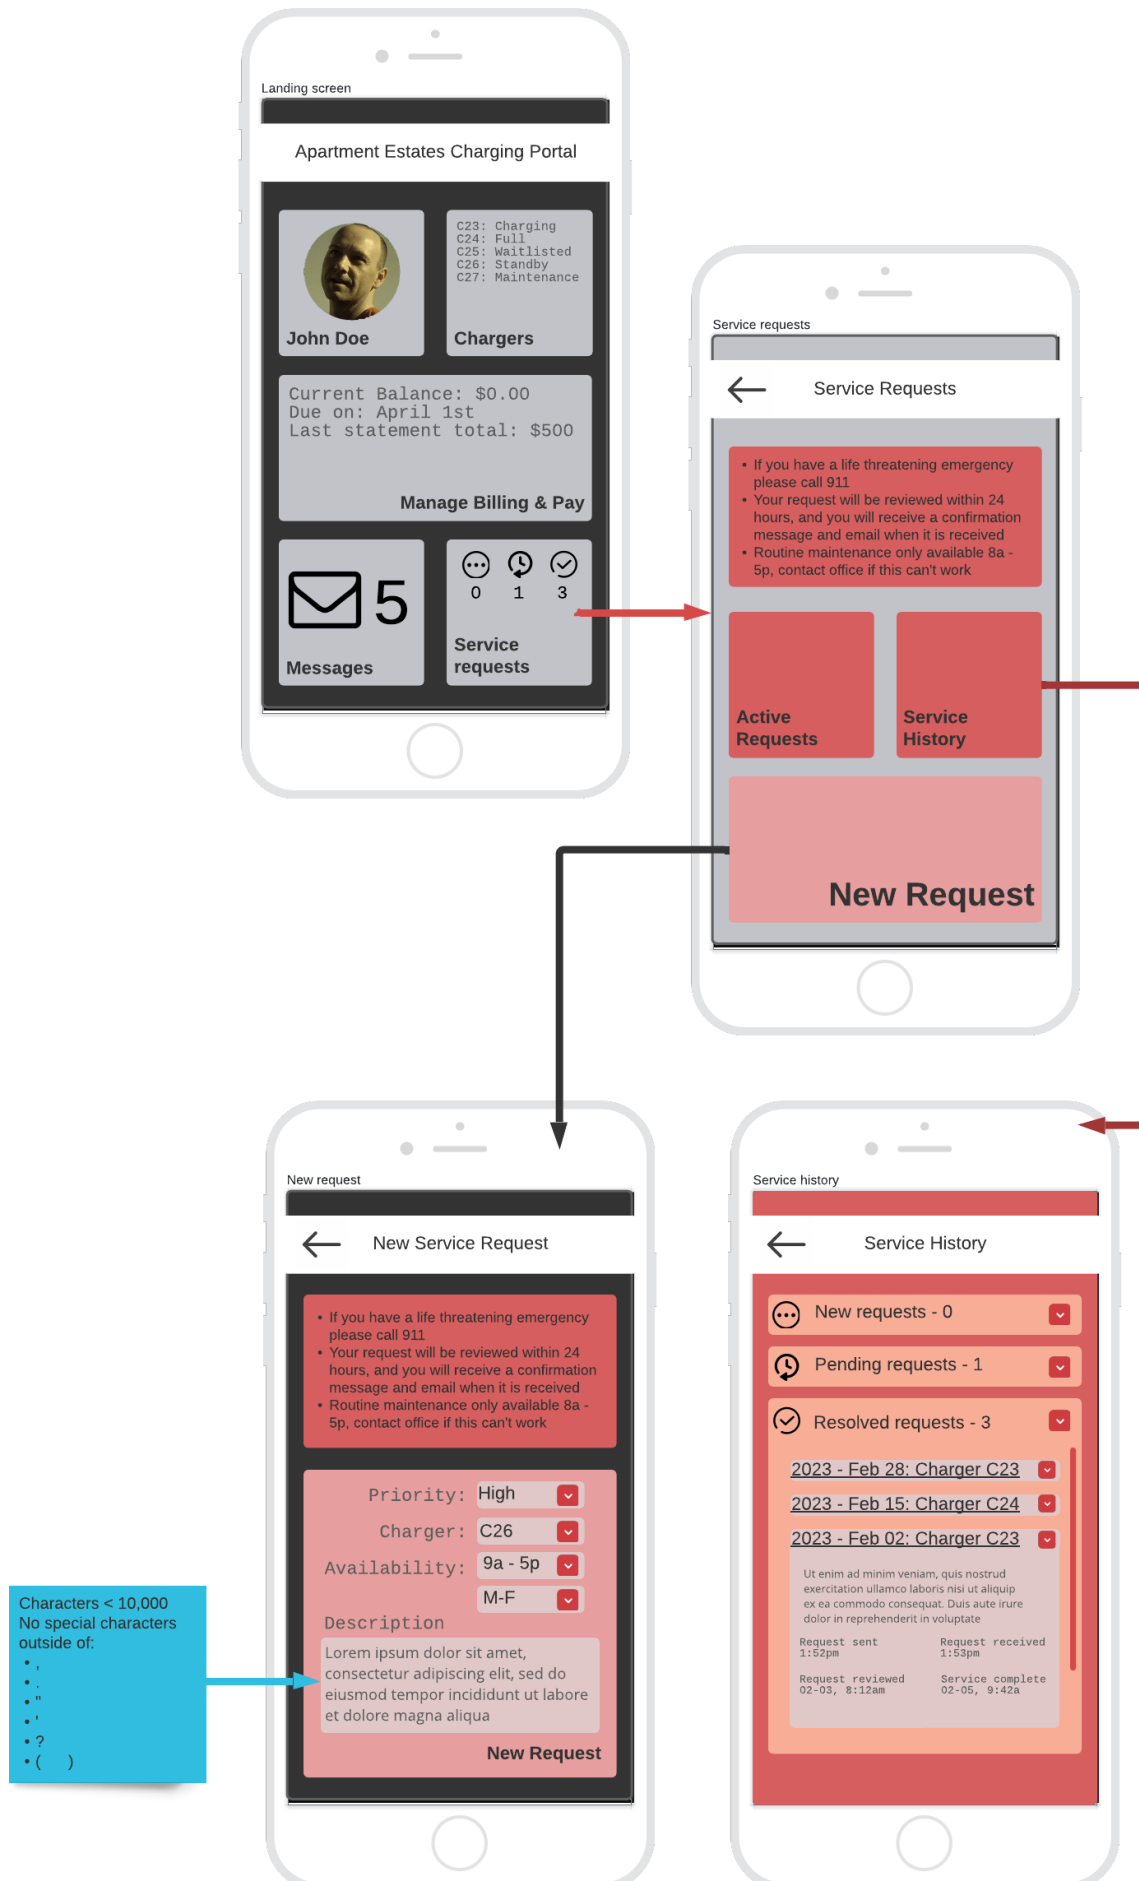 Landing screen
Apartment Estates Charging Portal
John Doe
C23: Charging
C24: Full
C25: Waitlisted
C26: Standby
C27: Maintenance
Chargers
Current Balance: $0.00
Due on: April 1st
Last statement total: $500
Manage Billing & Pay
5
Messages
0 1 3
Service
requests
Service requests
Service Requests
• If you have a life threatening emergency
please call 911
• Your request will be reviewed within 24
hours, and you will receive a confirmation
message and email when it is received
• Routine maintenance only available 8a -
5p, contact office if this can't work
Active
Requests
Service
History
New Request
New request
New Service Request
• If you have a life threatening emergency
please call 911
• Your request will be reviewed within 24
hours, and you will receive a confirmation
message and email when it is received
• Routine maintenance only available 8a -
5p, contact office if this can't work
Priority: High
Charger: C26
Availability: 9a - 5p
M-F
Description
Lorem ipsum dolor sit amet,
consectetur adipiscing elit, sed do
eiusmod tempor incididunt ut labore
et dolore magna aliqua
New Request
Characters < 10,000
No special characters
outside of:
• ,
• .
• "
• '
• ?
• ( )
Service history
Service History
New requests - 0
Pending requests - 1
Resolved requests - 3
2023 - Feb 28: Charger C23
2023 - Feb 15: Charger C24
2023 - Feb 02: Charger C23
Ut enim ad minim veniam, quis nostrud
exercitation ullamco laboris nisi ut aliquip
ex ea commodo consequat. Duis aute irure
dolor in reprehenderit in voluptate
Request sent
1:52pm
Request received
1:53pm
Request reviewed
02-03, 8:12am
Service complete
02-05, 9:42a